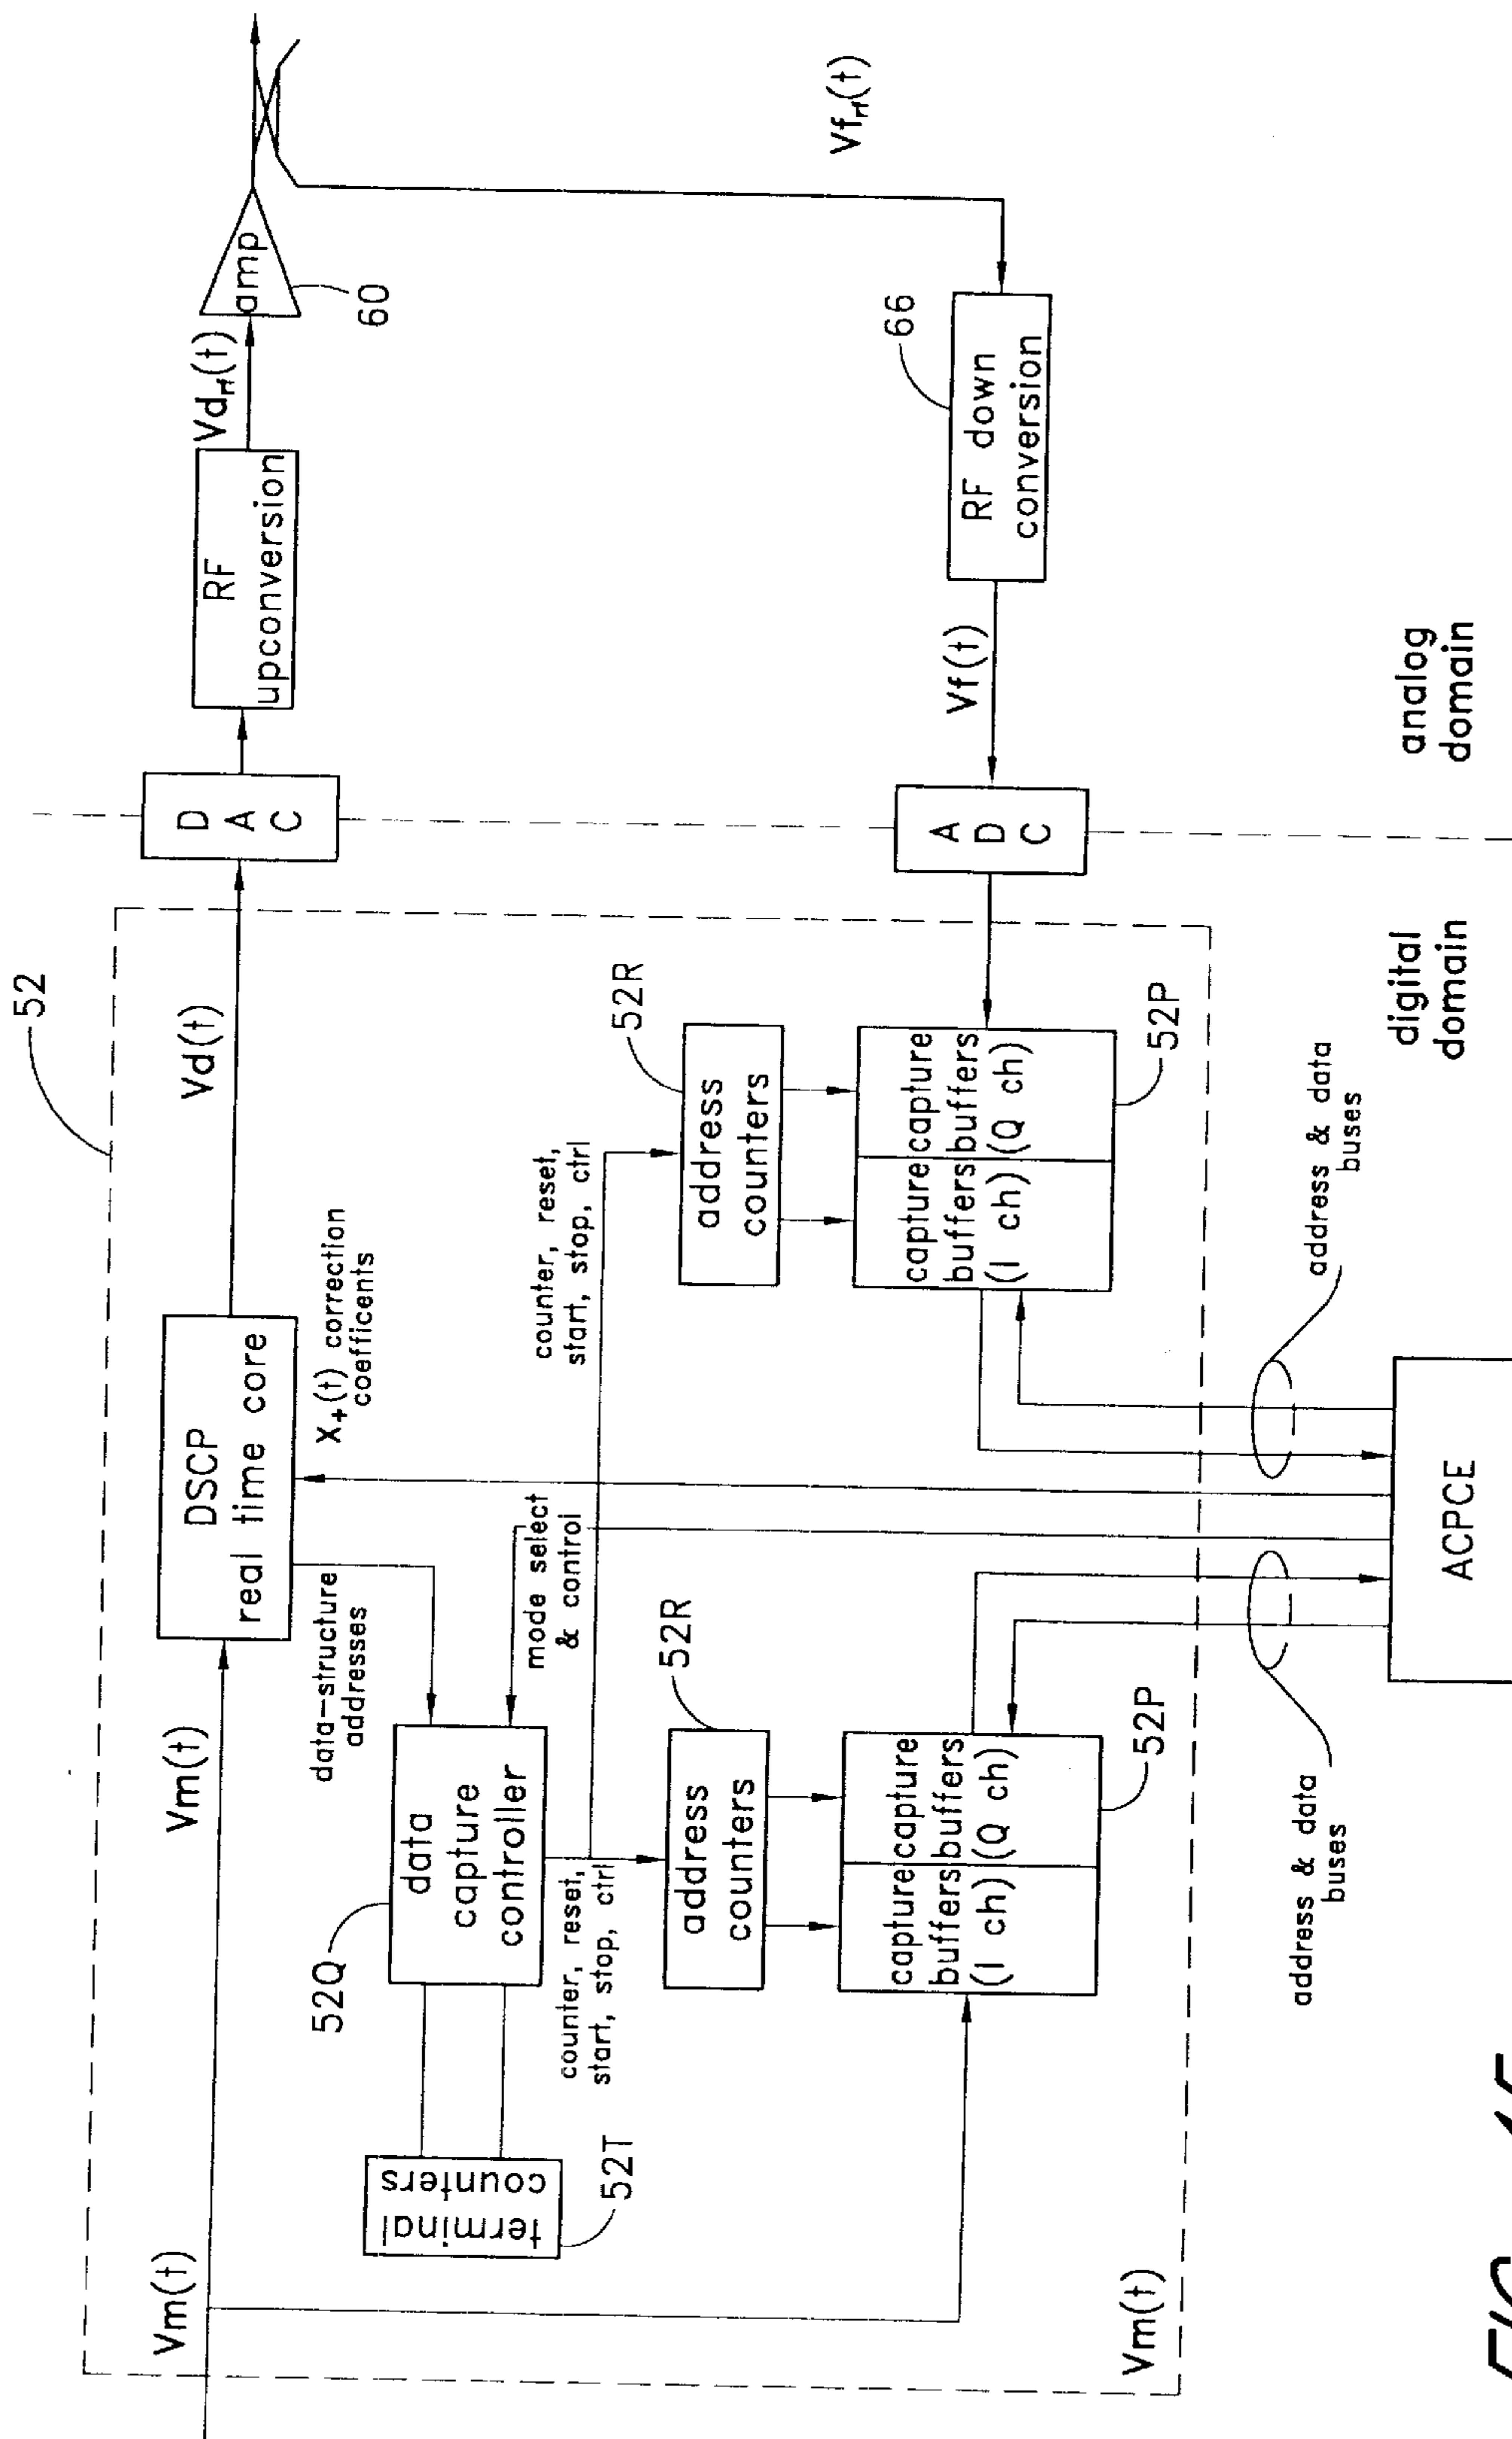 52
Vm(t)
Vm(t)
DSCP
real time core
Vd(t)
D
A
C
RF
upconversion
Vd_rf(t)
amp
60
data-structure
addresses
X+(t) correction
coefficents
mode select
& control
terminal
counters
52T
52Q
data
capture
controller
counter, reset,
start, stop, ctrl
counter, reset,
start, stop, ctrl
52R
address
counters
52R
address
counters
capture
buffers
(I ch)
capture
buffers
(Q ch)
52P
capture
buffers
(I ch)
capture
buffers
(Q ch)
52P
A
D
C
Vf(t)
66
RF down
conversion
Vf_rf(t)
Vm(t)
address & data
buses
address & data
buses
ACPCE
digital
domain
analog
domain